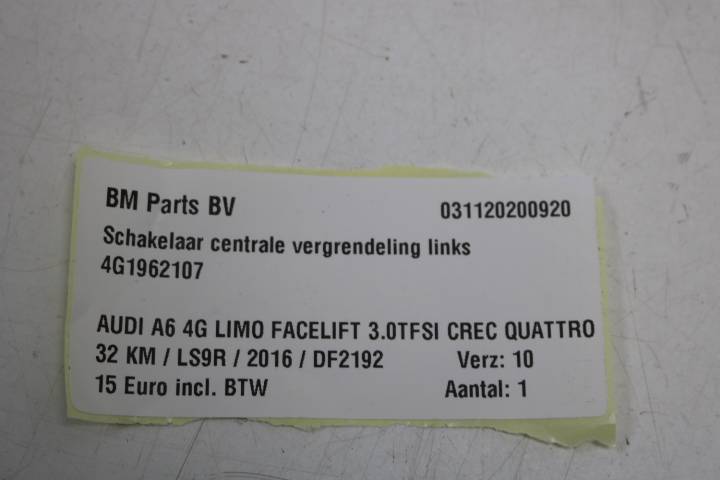 BM Parts BV 031120200920
Schakelaar centrale vergrendeling links
4G1962107
AUDI A6 4G LIMO FACELIFT 3.0TFSI CREC QUATTRO
32 KM / LS9R / 2016 / DF2192 Verz: 10
15 Euro incl. BTW Aantal: 1